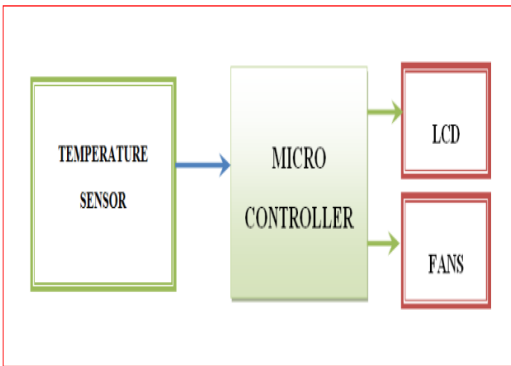 TEMPERATURE
SENSOR
MICRO
CONTROLLER
LCD
FANS